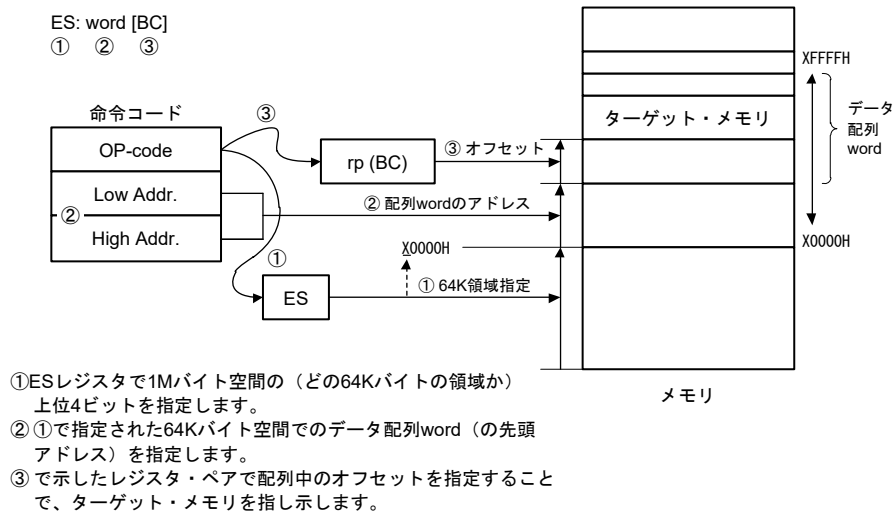 ES: word [BC]
① ② ③
命令コード
OP-code
Low Addr.
②
High Addr.
③
rp (BC)
③ オフセット
② 配列wordのアドレス
①
X0000H
ES
① 64K領域指定
ターゲット・メモリ
XFFFFH
データ
配列
word
X0000H
メモリ
①ESレジスタで1Mバイト空間の（どの64Kバイトの領域か）
上位4ビットを指定します。
② ①で指定された64Kバイト空間でのデータ配列word（の先頭
アドレス）を指定します。
③ で示したレジスタ・ペアで配列中のオフセットを指定すること
で、ターゲット・メモリを指し示します。